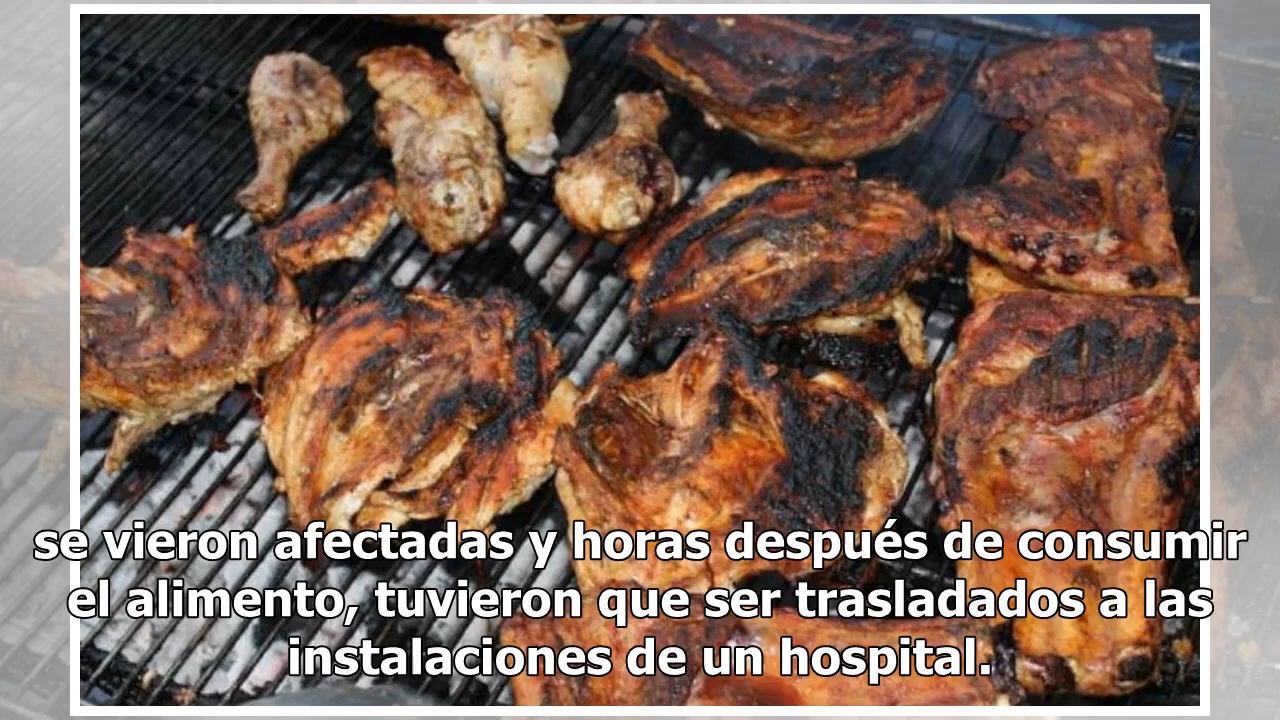 se vieron afectadas y horas después de consumir
el alimento, tuvieron que ser trasladados a las
instalaciones de un hospital.